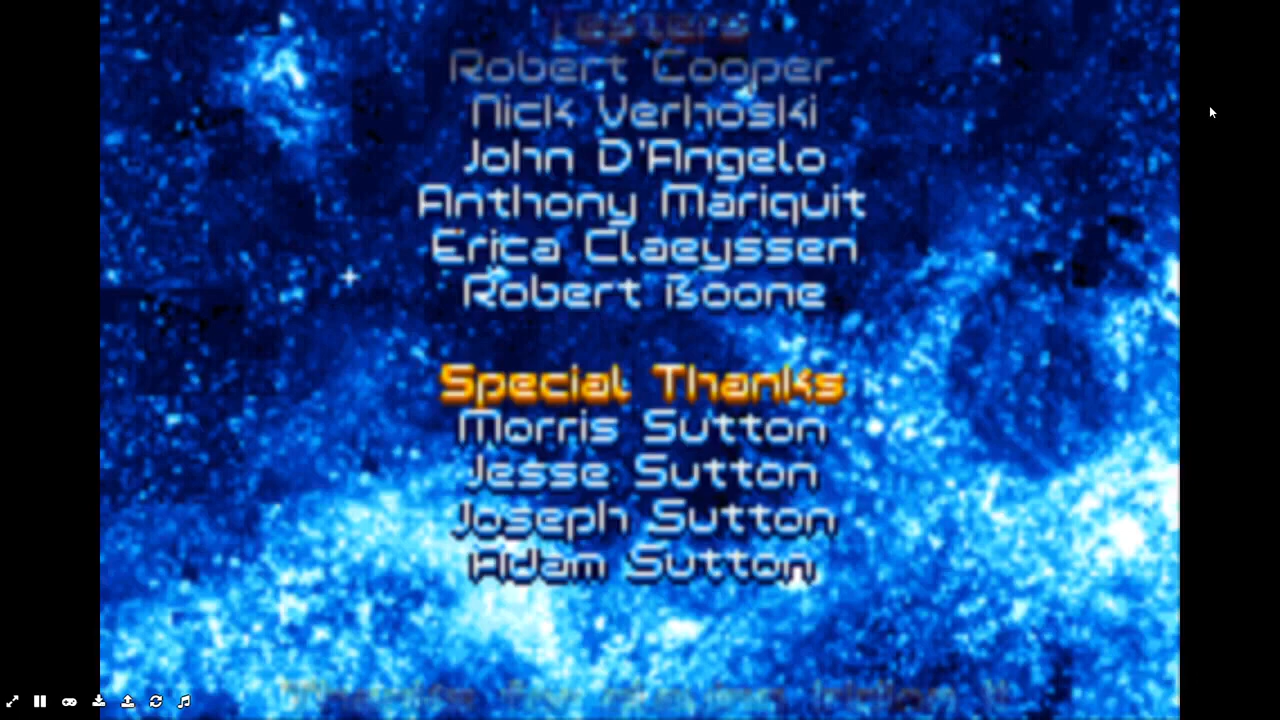 Testers
Robert Cooper
Nick Verhoski
John D'Angelo
Anthony Mariquit
Erica Claeyssen
Robert Boone
Special Thanks
Morris Sutton
Jesse Sutton
Joseph Sutton
Adam Sutton